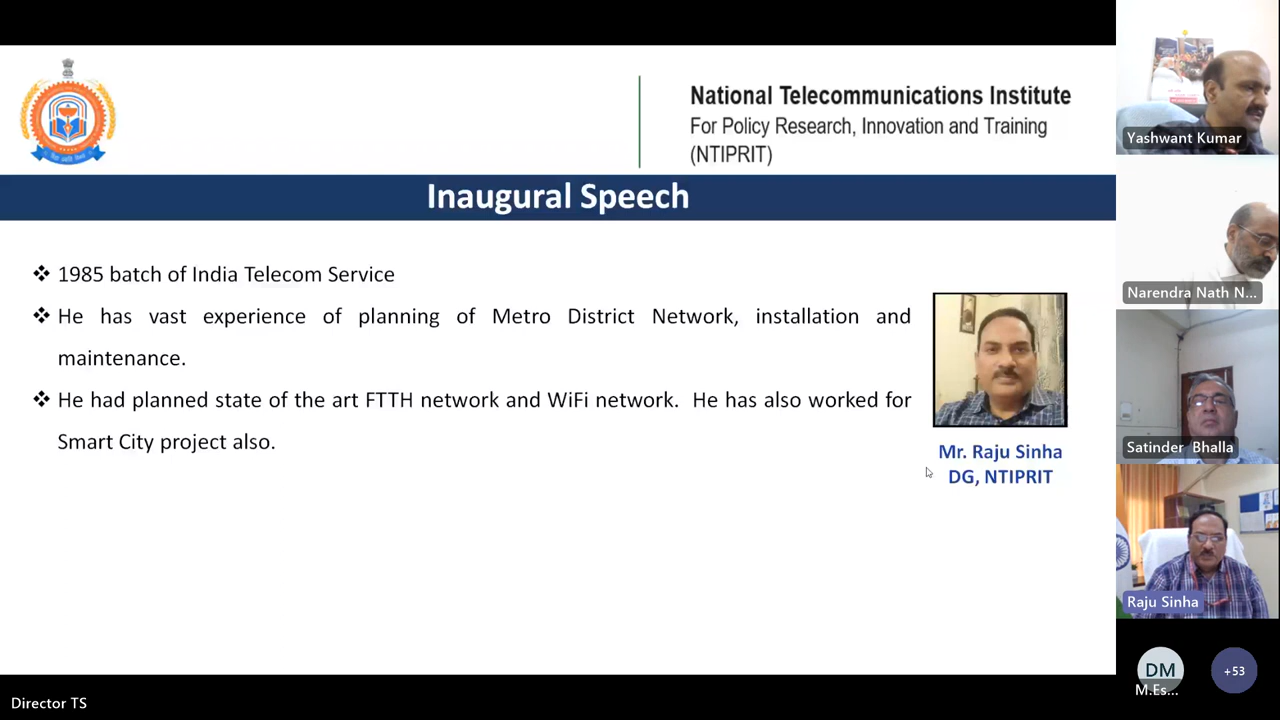 National Telecommunications Institute
For Policy Research, Innovation and Training
(NTIPRIT)
Inaugural Speech
❖ 1985 batch of India Telecom Service
❖ He has vast experience of planning of Metro District Network, installation and
maintenance.
❖ He had planned state of the art FTTH network and WiFi network. He has also worked for
Smart City project also.
Mr. Raju Sinha
DG, NTIPRIT
Yashwant Kumar
Narendra Nath N...
Satinder Bhalla
Raju Sinha
DM
M.Es...
+53
Director TS